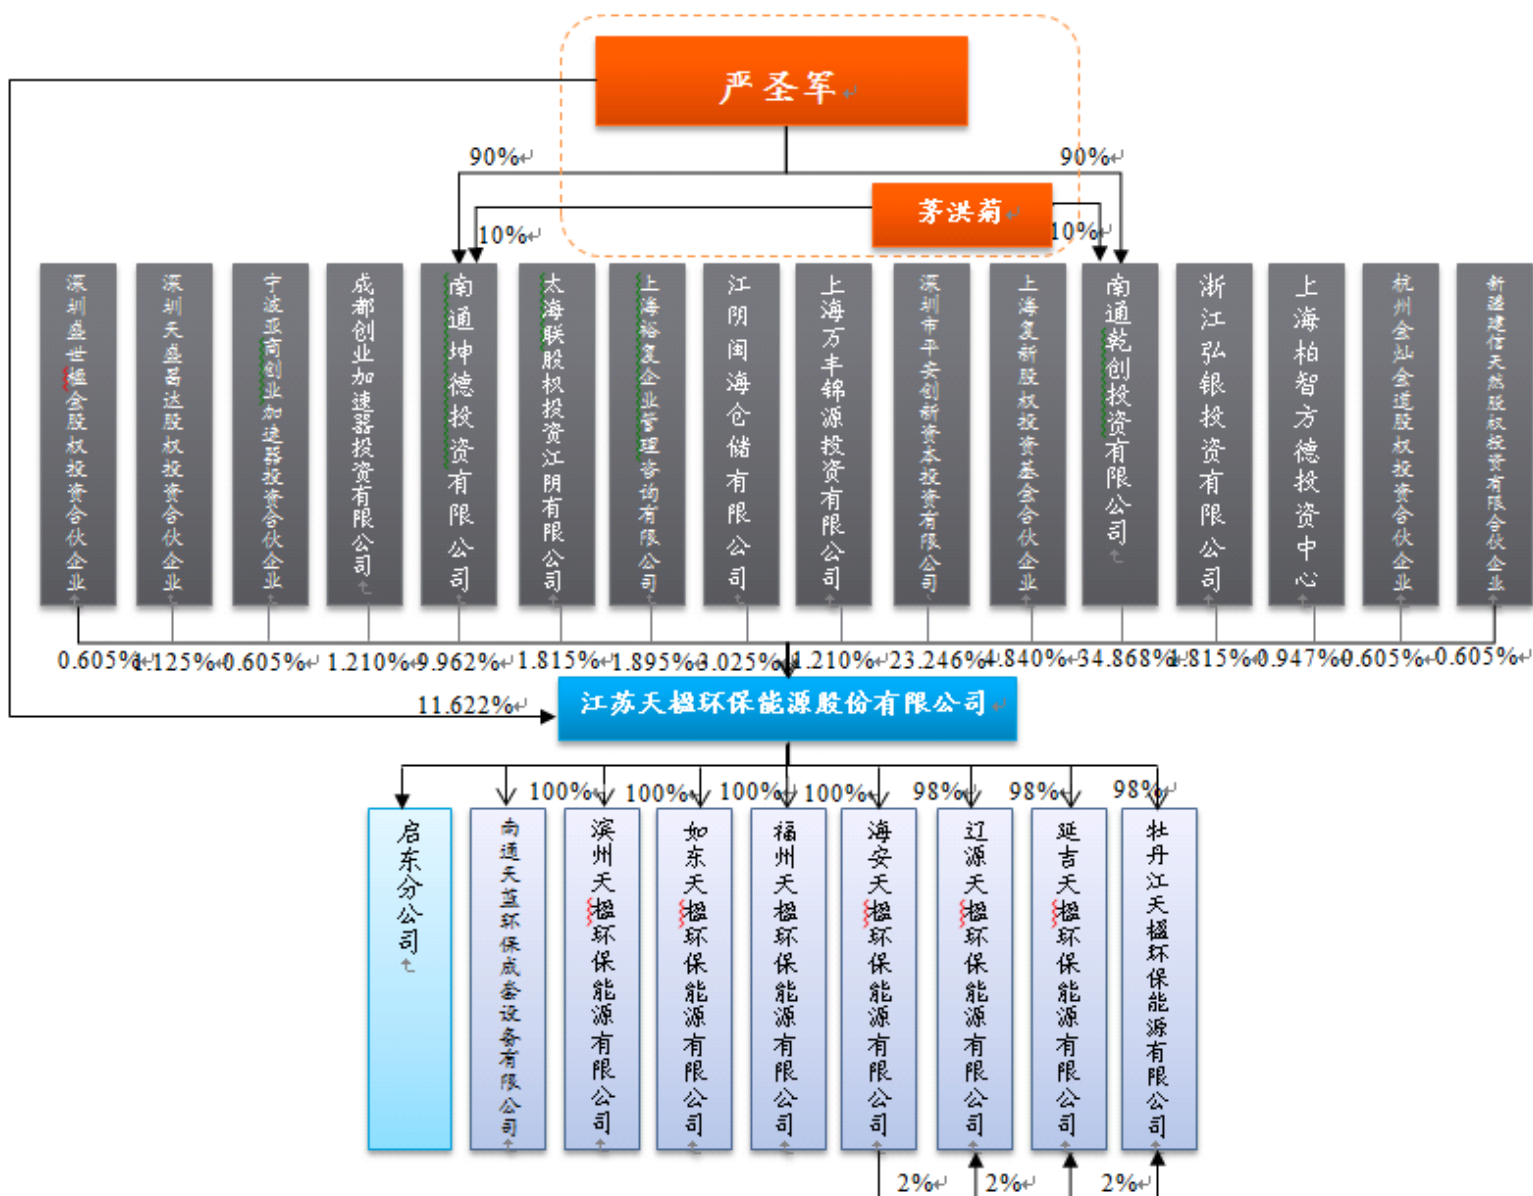 严圣军
90%
90%
茅洪菊
10%
10%
深圳盛世楹金股权投资合伙企业
深圳天盛昌达股权投资合伙企业
宁波亚商创业加速器投资合伙企业
成都创业加速器投资有限公司
南通坤德投资有限公司
太海联股权投资江阴有限公司
上海裕复企业管理咨询有限公司
江阴闽海仓储有限公司
上海万丰锦源投资有限公司
深圳市平安创新资本投资有限公司
上海复新股权投资基金合伙企业
南通乾创投资有限公司
浙江弘银投资有限公司
上海柏智方德投资中心
杭州金灿金道股权投资合伙企业
新疆建信天然股权投资有限合伙企业
0.605%
1.125%
0.605%
1.210%
9.962%
1.815%
1.895%
3.025%
1.210%
23.246%
4.840%
34.868%
1.815%
0.947%
0.605%
0.605%
11.622%
江苏天楹环保能源股份有限公司
100%
100%
100%
100%
98%
98%
98%
启东分公司
南通天蓝环保成套设备有限公司
滨州天楹环保能源有限公司
如东天楹环保能源有限公司
福州天楹环保能源有限公司
海安天楹环保能源有限公司
辽源天楹环保能源有限公司
延吉天楹环保能源有限公司
牡丹江天楹环保能源有限公司
2%
2%
2%